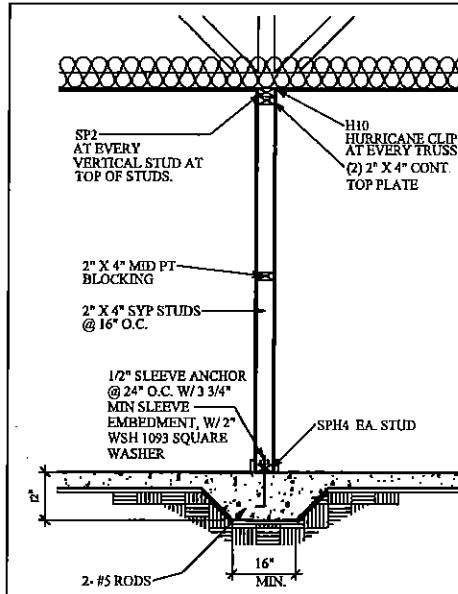 SP2
AT EVERY
VERTICAL STUD AT
TOP OF STUDS.
H10
HURRICANE CLIP
AT EVERY TRUSS
(2) 2" X 4" CONT.
TOP PLATE
2" X 4" MID PT
BLOCKING
2" X 4" SYP STUDS
@ 16" O.C.
1/2" SLEEVE ANCHOR
@ 24" O.C. W/ 3 3/4"
MIN SLEEVE
EMBEDMENT, W/ 2"
WSH 1093 SQUARE
WASHER
SPH4 EA. STUD
12"
16"
MIN.
2- #5 RODS